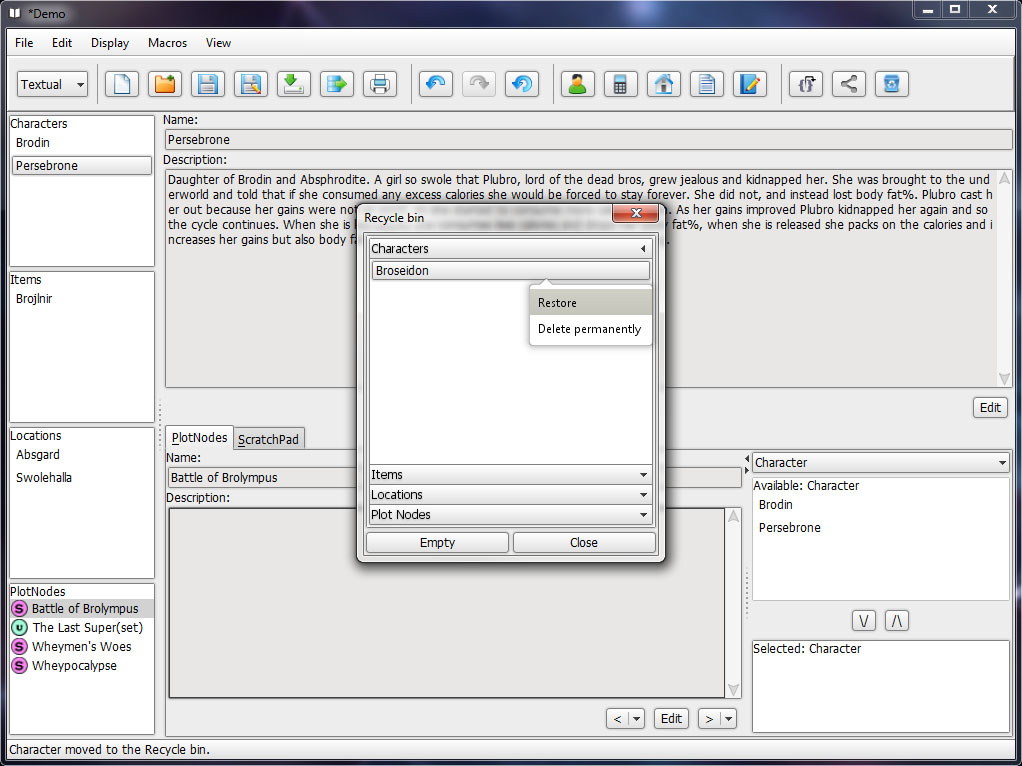 *Demo
File Edit Display Macros View
Textual
Characters
Brodin
Persebrone
Items
Brojlnir
Locations
Absgard
Swolehalla
PlotNodes
S Battle of Brolympus
U The Last Super(set)
S Wheymen's Woes
S Wheypocalypse
Name:
Persebrone
Description:
Daughter of Brodin and Absphrodite. A girl so swole that Plubro, lord of the dead bros, grew jealous and kidnapped her. She was brought to the und
erworld and told that if she consumed any excess calories she would be forced to stay forever. She did not, and instead lost body fat%. Plubro cast h
er out because her gains were not . As her gains improved Plubro kidnapped her again and so
the cycle continues. When she is fat%, when she is released she packs on the calories and i
ncreases her gains but also body
Edit
PlotNodes ScratchPad
Name:
Battle of Brolympus
Description:
< Edit >
Character
Available: Character
Brodin
Persebrone
\/ /\
Selected: Character
Recycle bin
Characters
Broseidon
Restore
Delete permanently
Items
Locations
Plot Nodes
Empty Close
Character moved to the Recycle bin.